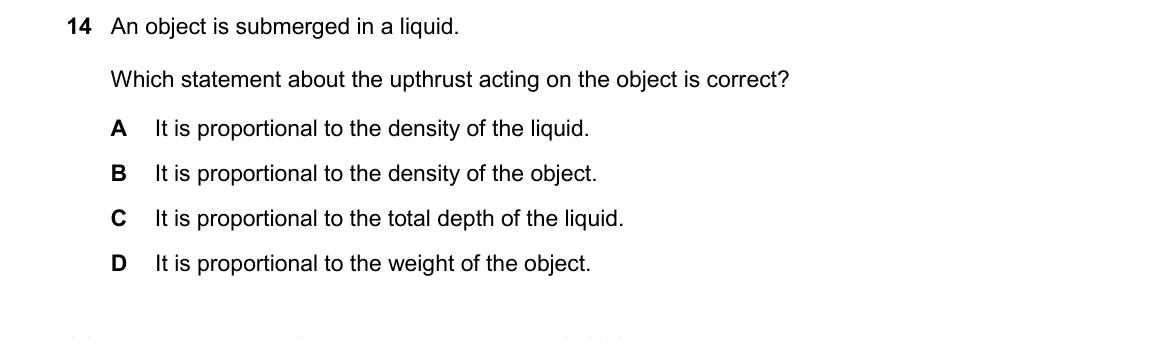 14 An object is submerged in a liquid.
Which statement about the upthrust acting on the object is correct?
A It is proportional to the density of the liquid.
B It is proportional to the density of the object.
C It is proportional to the total depth of the liquid.
D It is proportional to the weight of the object.